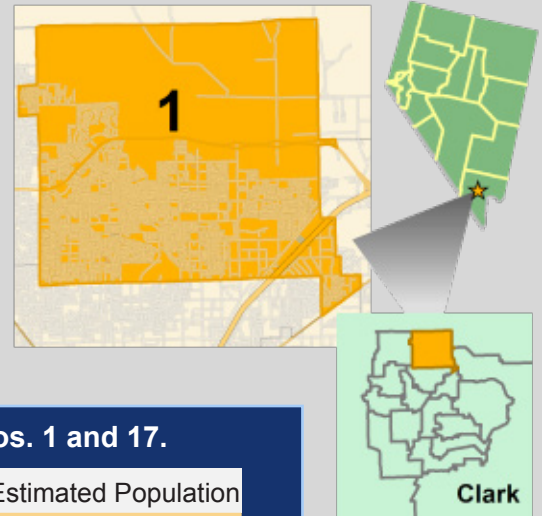 1
Clark
os. 1 and 17.
Estimated Population